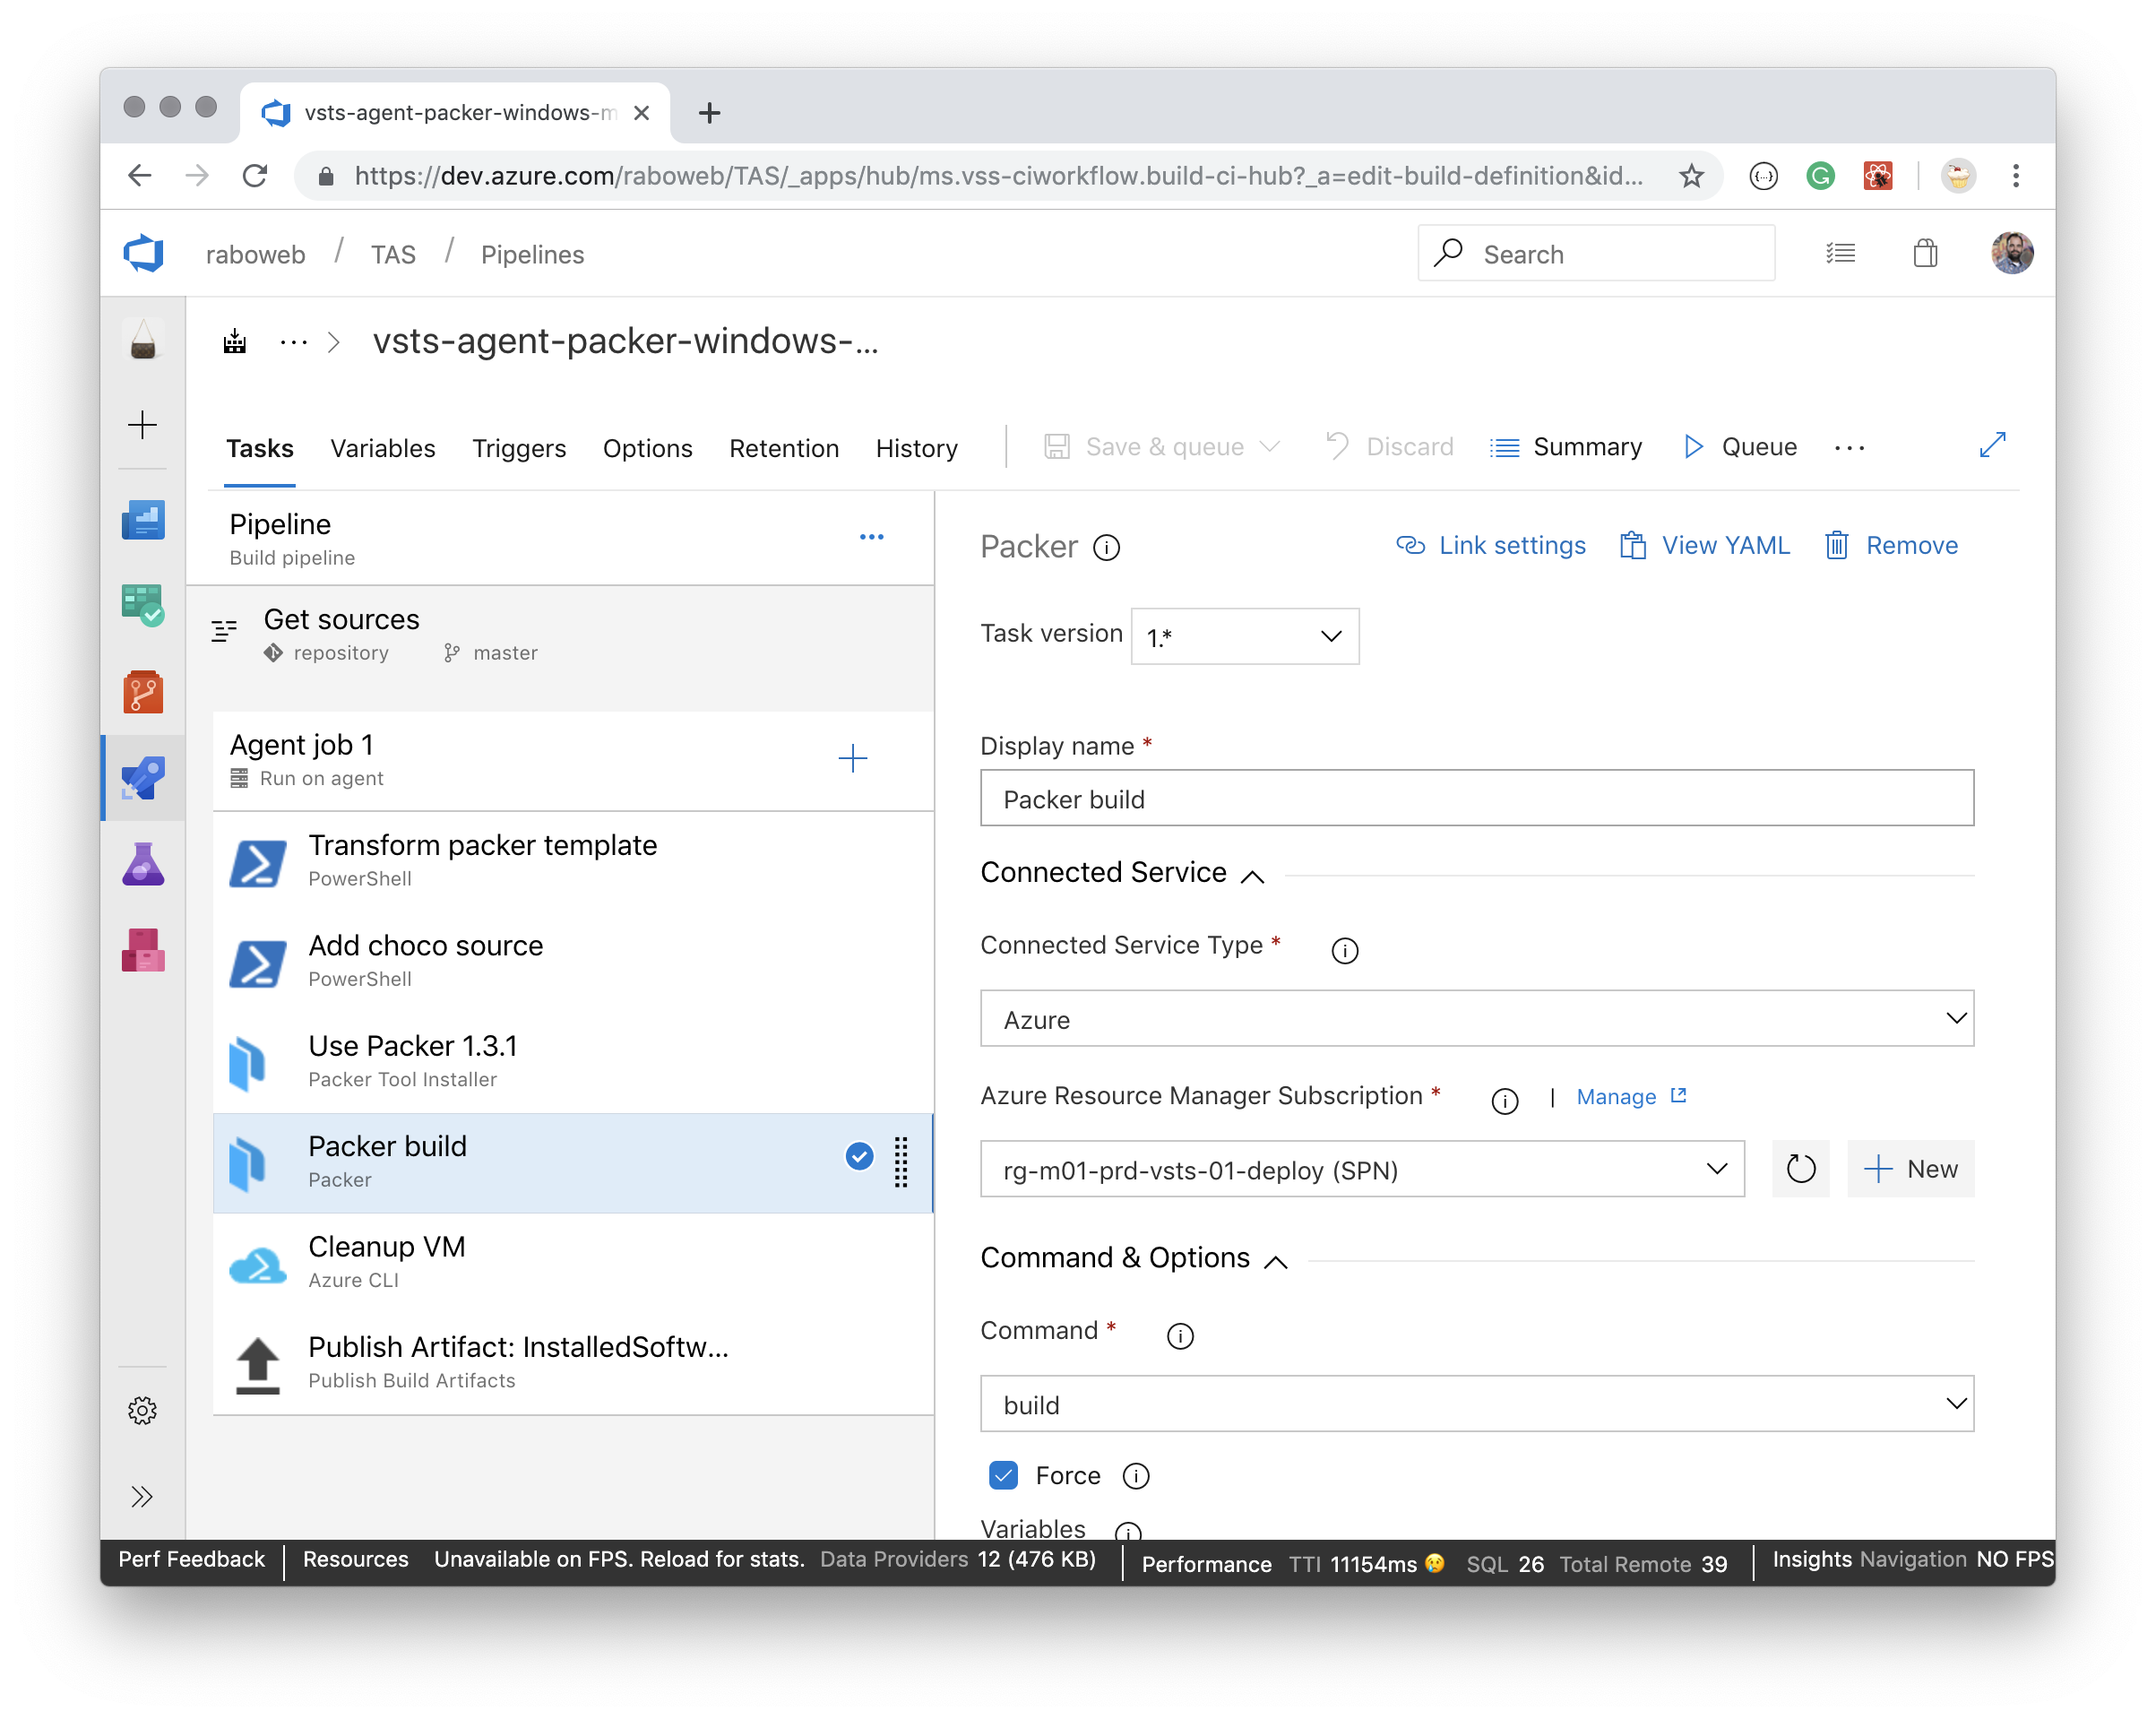 vsts-agent-packer-windows-m
https://dev.azure.com/raboweb/TAS/_apps/hub/ms.vss-ciworkflow.build-ci-hub?_a=edit-build-definition&id...
raboweb / TAS / Pipelines
Search
... > vsts-agent-packer-windows-...
Tasks Variables Triggers Options Retention History
Save & queue Discard Summary Queue ...
Pipeline
Build pipeline
Get sources
repository master
Agent job 1
Run on agent
Transform packer template
PowerShell
Add choco source
PowerShell
Use Packer 1.3.1
Packer Tool Installer
Packer build
Packer
Cleanup VM
Azure CLI
Publish Artifact: InstalledSoftw...
Publish Build Artifacts
Packer
Link settings View YAML Remove
Task version 1.*
Display name *
Packer build
Connected Service
Connected Service Type *
Azure
Azure Resource Manager Subscription * | Manage
rg-m01-prd-vsts-01-deploy (SPN)
New
Command & Options
Command *
build
Force
Variables
Perf Feedback Resources Unavailable on FPS. Reload for stats. Data Providers 12 (476 KB) Performance TTI 11154ms 😢 SQL 26 Total Remote 39 Insights Navigation NO FPS